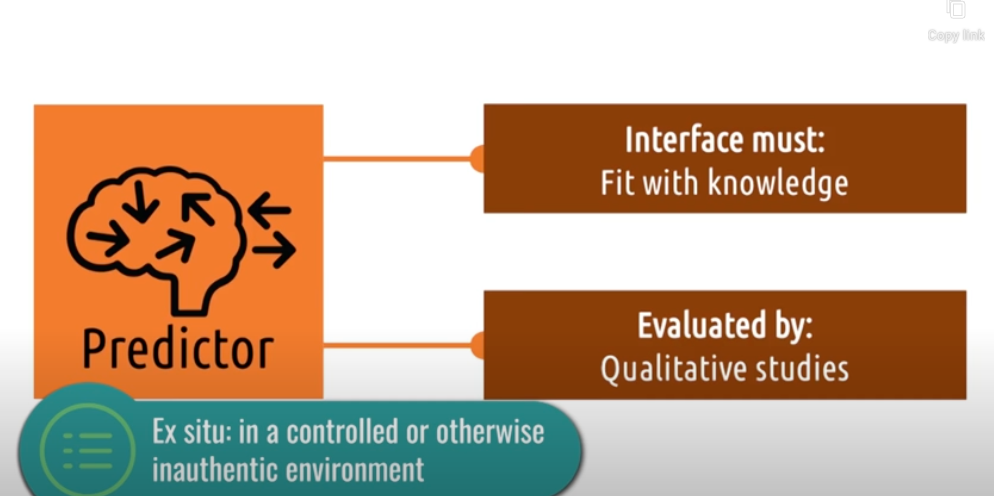 Copy link
Interface must:
Fit with knowledge
Predictor
Evaluated by:
Qualitative studies
Ex situ: in a controlled or otherwise
inauthentic environment